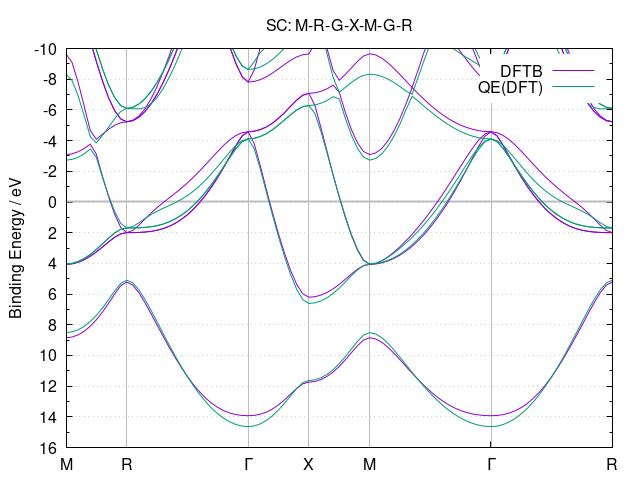 SC: M-R-G-X-M-G-R
-10
-8
-6
-4
-2
0
2
4
6
8
10
12
14
16
Binding Energy / eV
DFTB
QE(DFT)
M R Γ X M Γ R